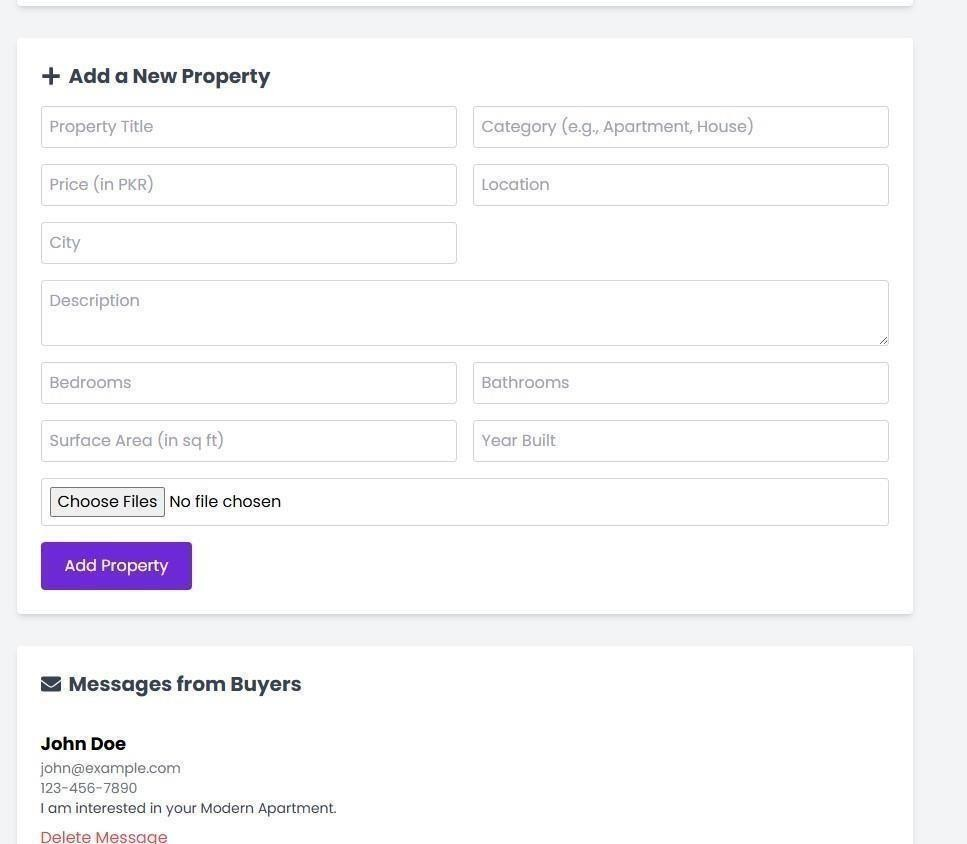 Add a New Property
Property Title
Category (e.g., Apartment, House)
Price (in PKR)
Location
City
Description
Bedrooms
Bathrooms
Surface Area (in sq ft)
Year Built
Choose Files No file chosen
Add Property
Messages from Buyers
John Doe
john@example.com
123-456-7890
I am interested in your Modern Apartment.
Delete Message